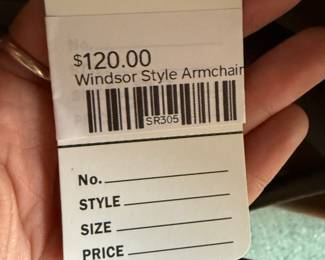 $120.00
Windsor Style Armchair
SR305
No.
STYLE
SIZE
PRICE